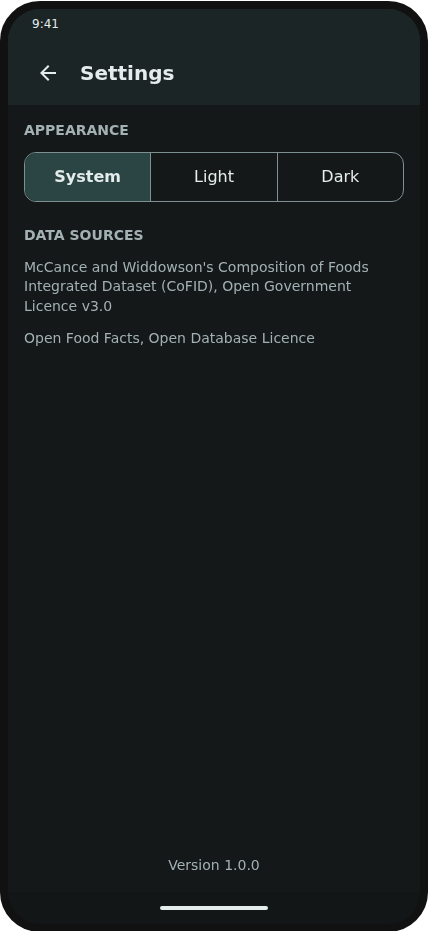 9:41
Settings
APPEARANCE
System
Light
Dark
DATA SOURCES
McCance and Widdowson's Composition of Foods
Integrated Dataset (CoFID), Open Government
Licence v3.0
Open Food Facts, Open Database Licence
Version 1.0.0